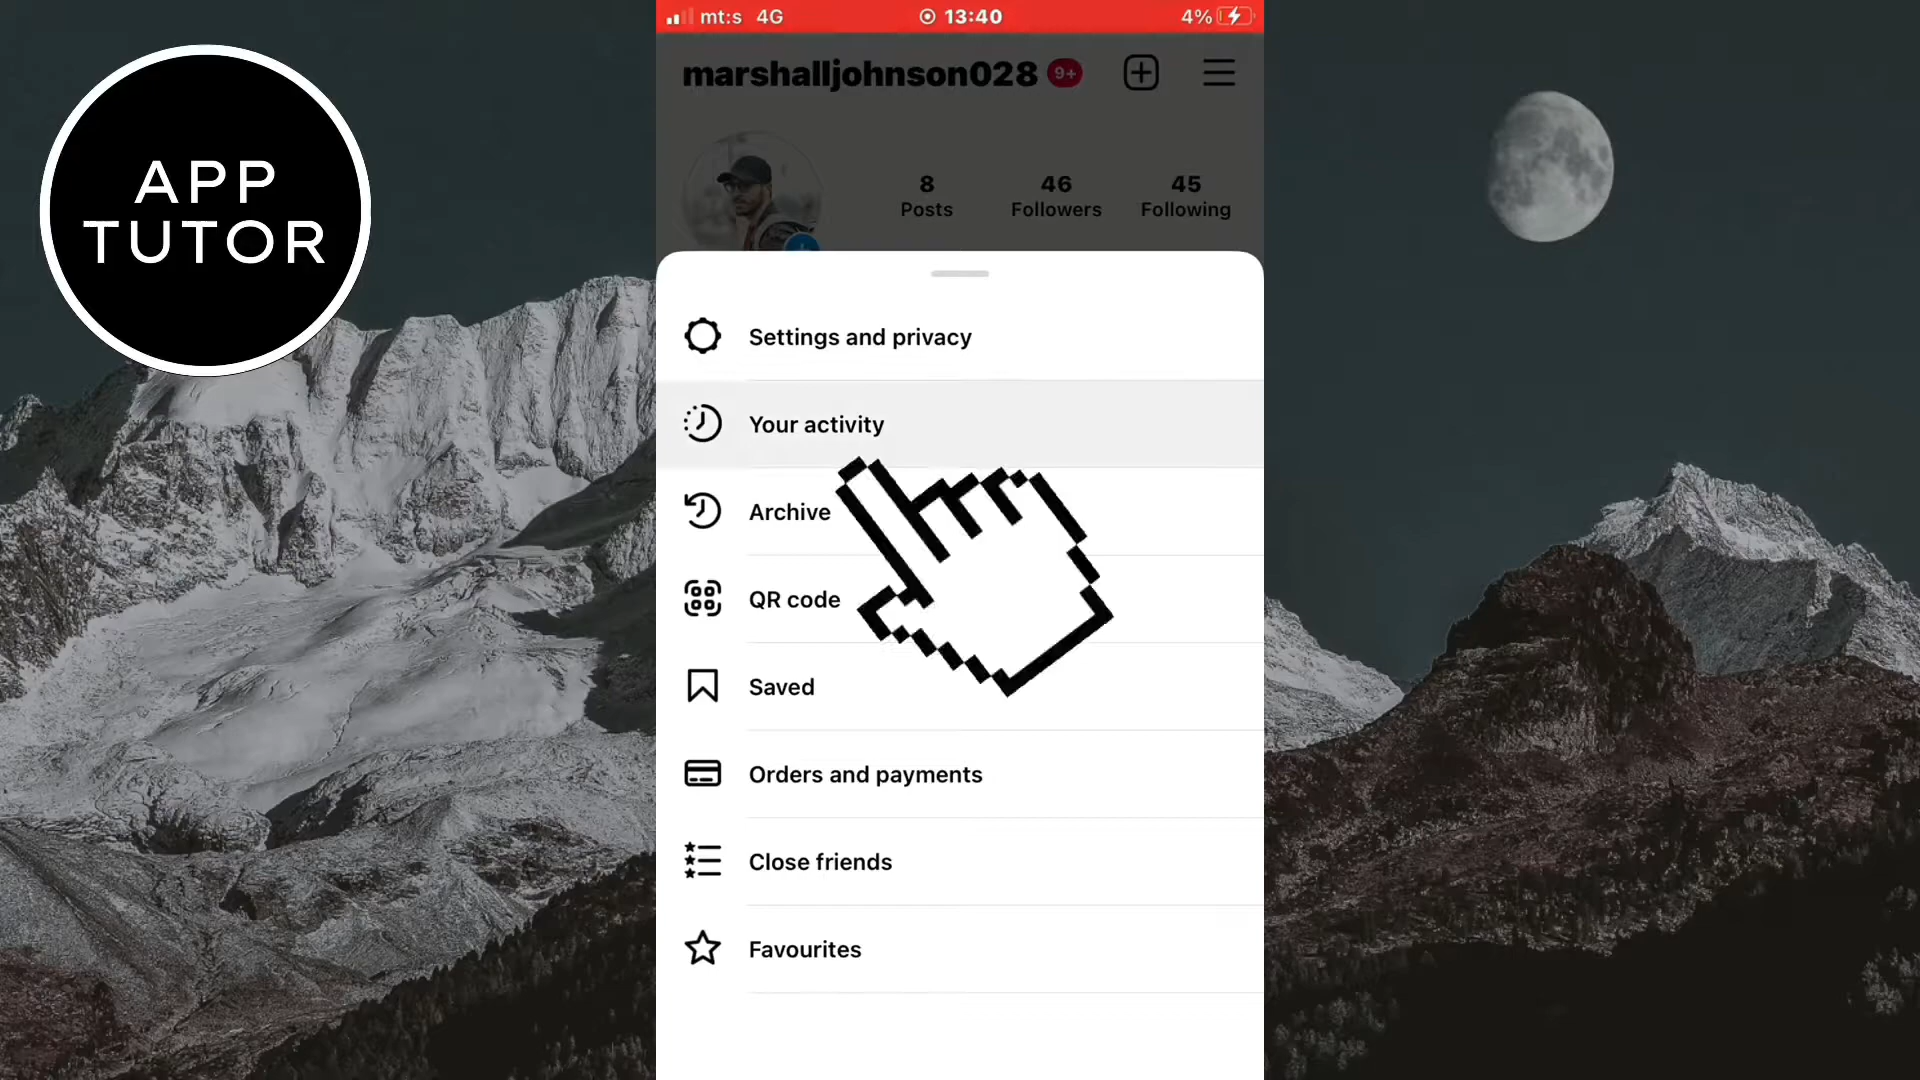 APP
TUTOR
mt:s 4G 13:40 4%
marshalljohnson028 9+
8 46 45
Posts Followers Following
Settings and privacy
Your activity
Archive
QR code
Saved
Orders and payments
Close friends
Favourites